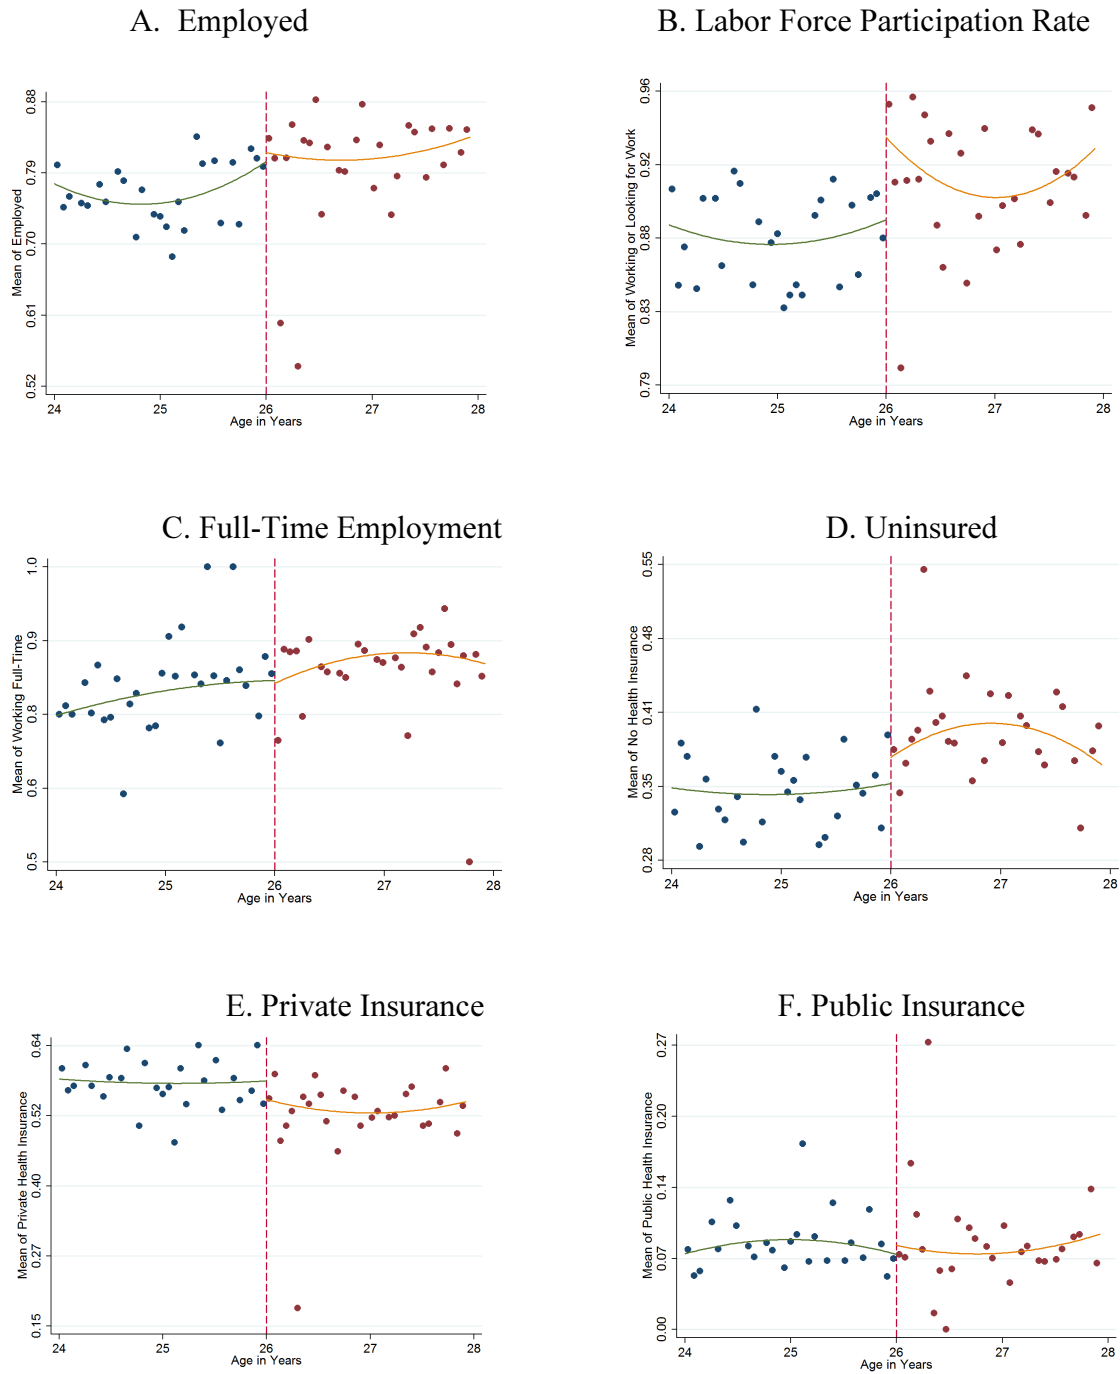 A. Employed
Mean of Employed
0.88
0.79
0.70
0.61
0.52
24 25 26 27 28
Age in Years
B. Labor Force Participation Rate
Mean of Working or Looking for Work
0.96
0.92
0.88
0.83
0.79
24 25 26 27 28
Age in Years
C. Full-Time Employment
Mean of Working Full-Time
1.0
0.9
0.8
0.6
0.5
24 25 26 27 28
Age in Years
D. Uninsured
Mean of No Health Insurance
0.55
0.48
0.41
0.35
0.28
24 25 26 27 28
Age in Years
E. Private Insurance
Mean of Private Health Insurance
0.64
0.52
0.40
0.27
0.15
24 25 26 27 28
Age in Years
F. Public Insurance
Mean of Public Health Insurance
0.27
0.20
0.14
0.07
0.00
24 25 26 27 28
Age in Years